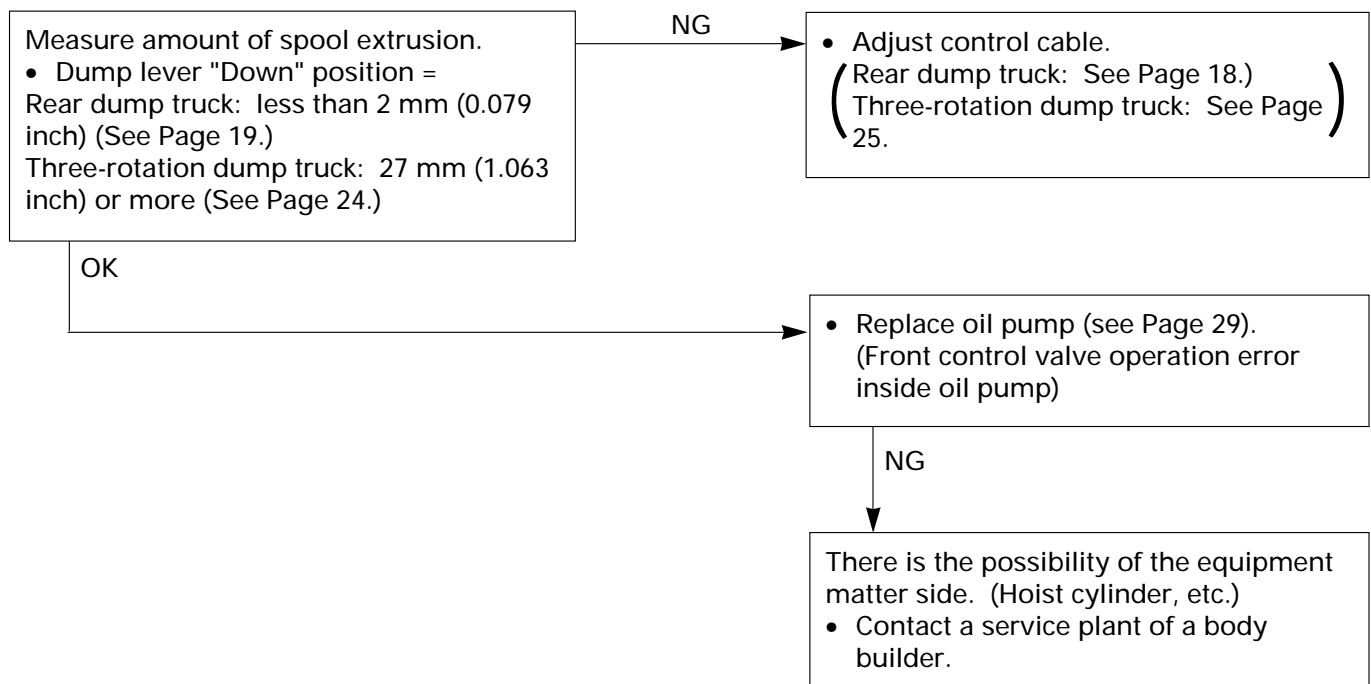 Measure amount of spool extrusion.
• Dump lever "Down" position =
Rear dump truck: less than 2 mm (0.079
inch) (See Page 19.)
Three-rotation dump truck: 27 mm (1.063
inch) or more (See Page 24.)
NG
• Adjust control cable.
(Rear dump truck: See Page 18.)
Three-rotation dump truck: See Page
25.)
OK
• Replace oil pump (see Page 29).
(Front control valve operation error
inside oil pump)
NG
There is the possibility of the equipment
matter side. (Hoist cylinder, etc.)
• Contact a service plant of a body
builder.